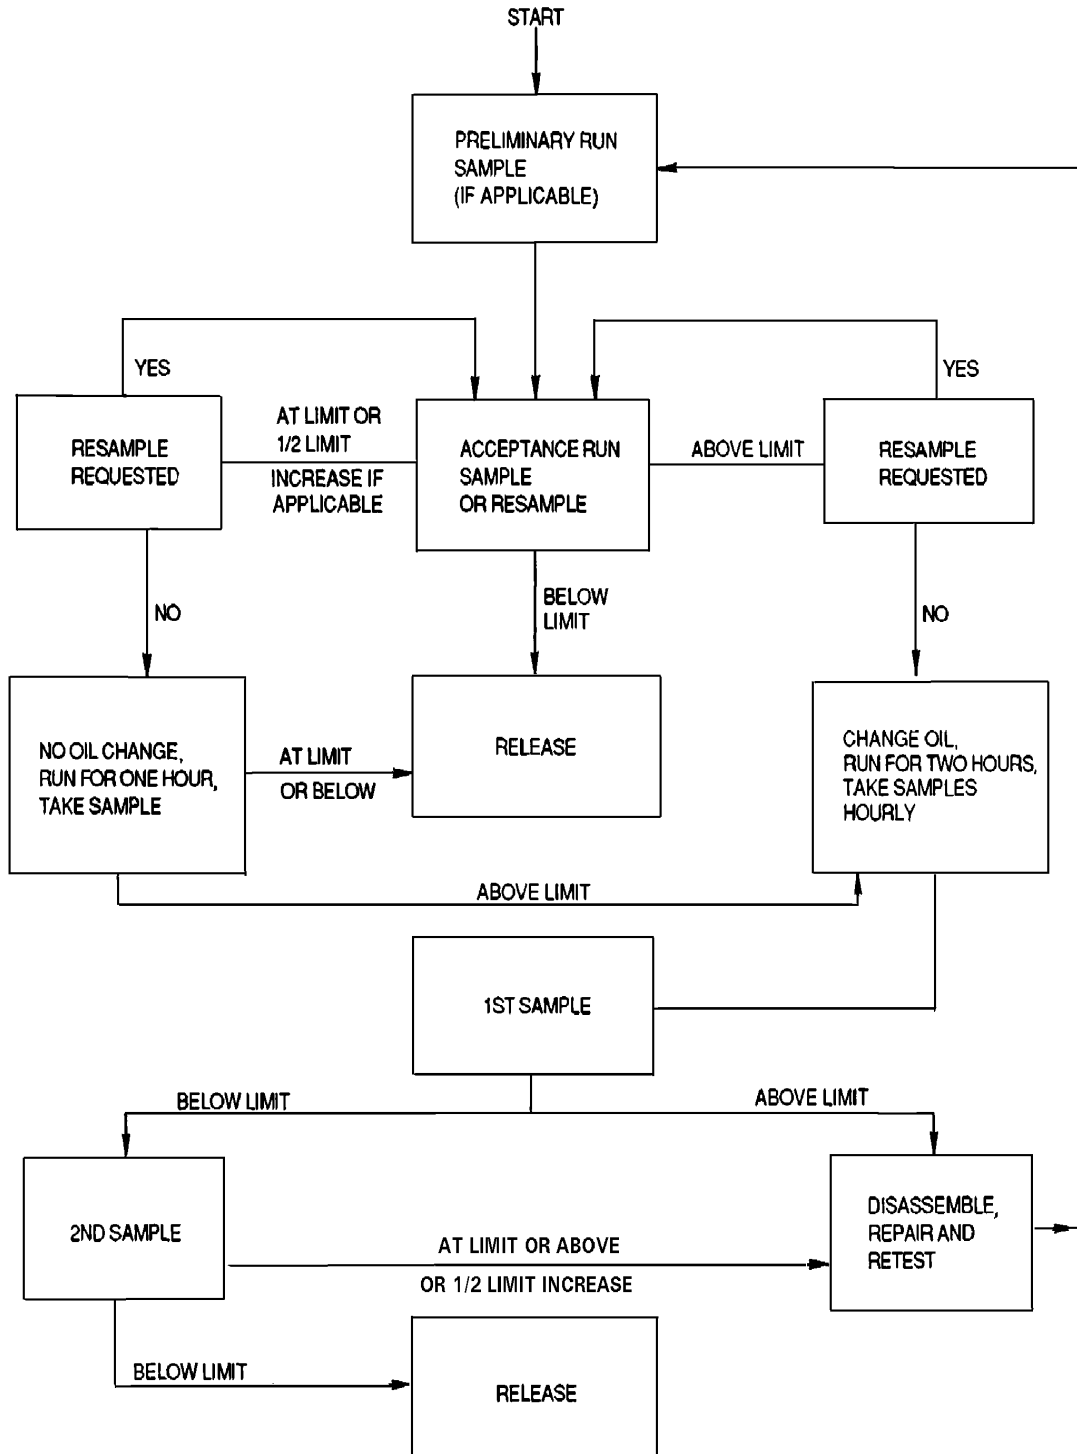 START
PRELIMINARY RUN
SAMPLE
(IF APPLICABLE)
YES
YES
RESAMPLE
REQUESTED
AT LIMIT OR
1/2 LIMIT
INCREASE IF
APPLICABLE
ACCEPTANCE RUN
SAMPLE
OR RESAMPLE
ABOVE LIMIT
RESAMPLE
REQUESTED
NO
BELOW
LIMIT
NO
NO OIL CHANGE,
RUN FOR ONE HOUR,
TAKE SAMPLE
AT LIMIT
OR BELOW
RELEASE
CHANGE OIL,
RUN FOR TWO HOURS,
TAKE SAMPLES
HOURLY
ABOVE LIMIT
1ST SAMPLE
BELOW LIMIT
ABOVE LIMIT
2ND SAMPLE
AT LIMIT OR ABOVE
OR 1/2 LIMIT INCREASE
DISASSEMBLE,
REPAIR AND
RETEST
BELOW LIMIT
RELEASE